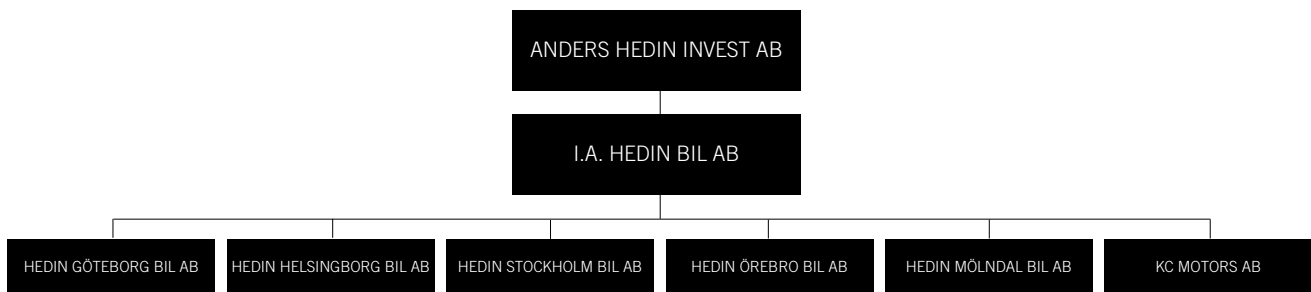 ANDERS HEDIN INVEST AB
I.A. HEDIN BIL AB
HEDIN GÖTEBORG BIL AB
HEDIN HELSINGBORG BIL AB
HEDIN STOCKHOLM BIL AB
HEDIN ÖREBRO BIL AB
HEDIN MÖLNDAL BIL AB
KC MOTORS AB